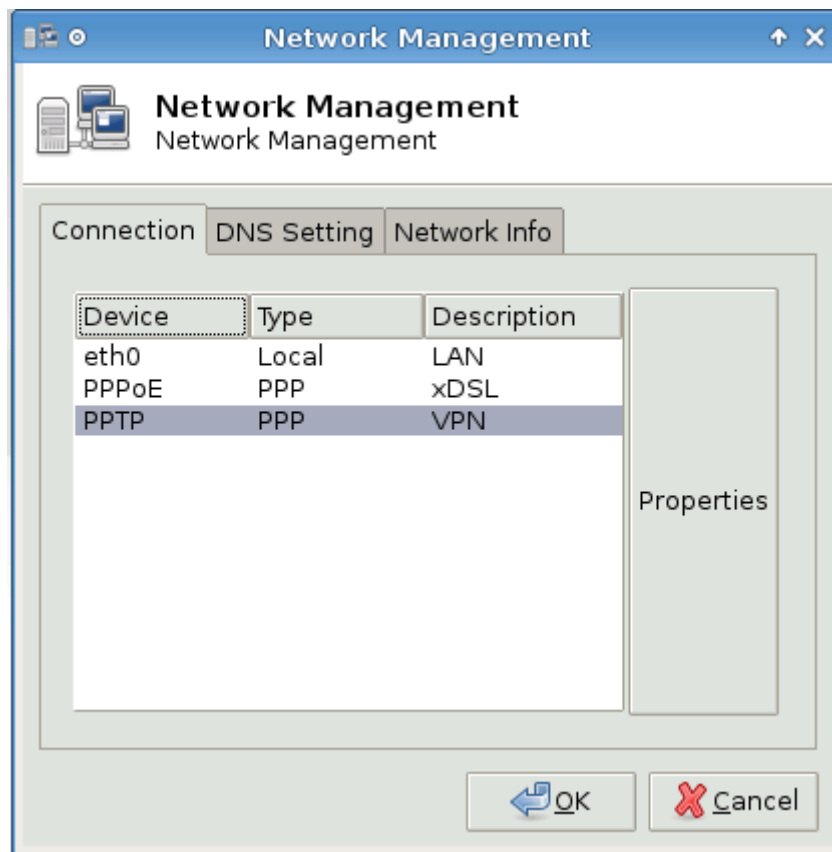 Network Management
Network Management
Network Management
Connection DNS Setting Network Info
Device Type Description
eth0 Local LAN
PPPoE PPP xDSL
PPTP PPP VPN
Properties
OK Cancel